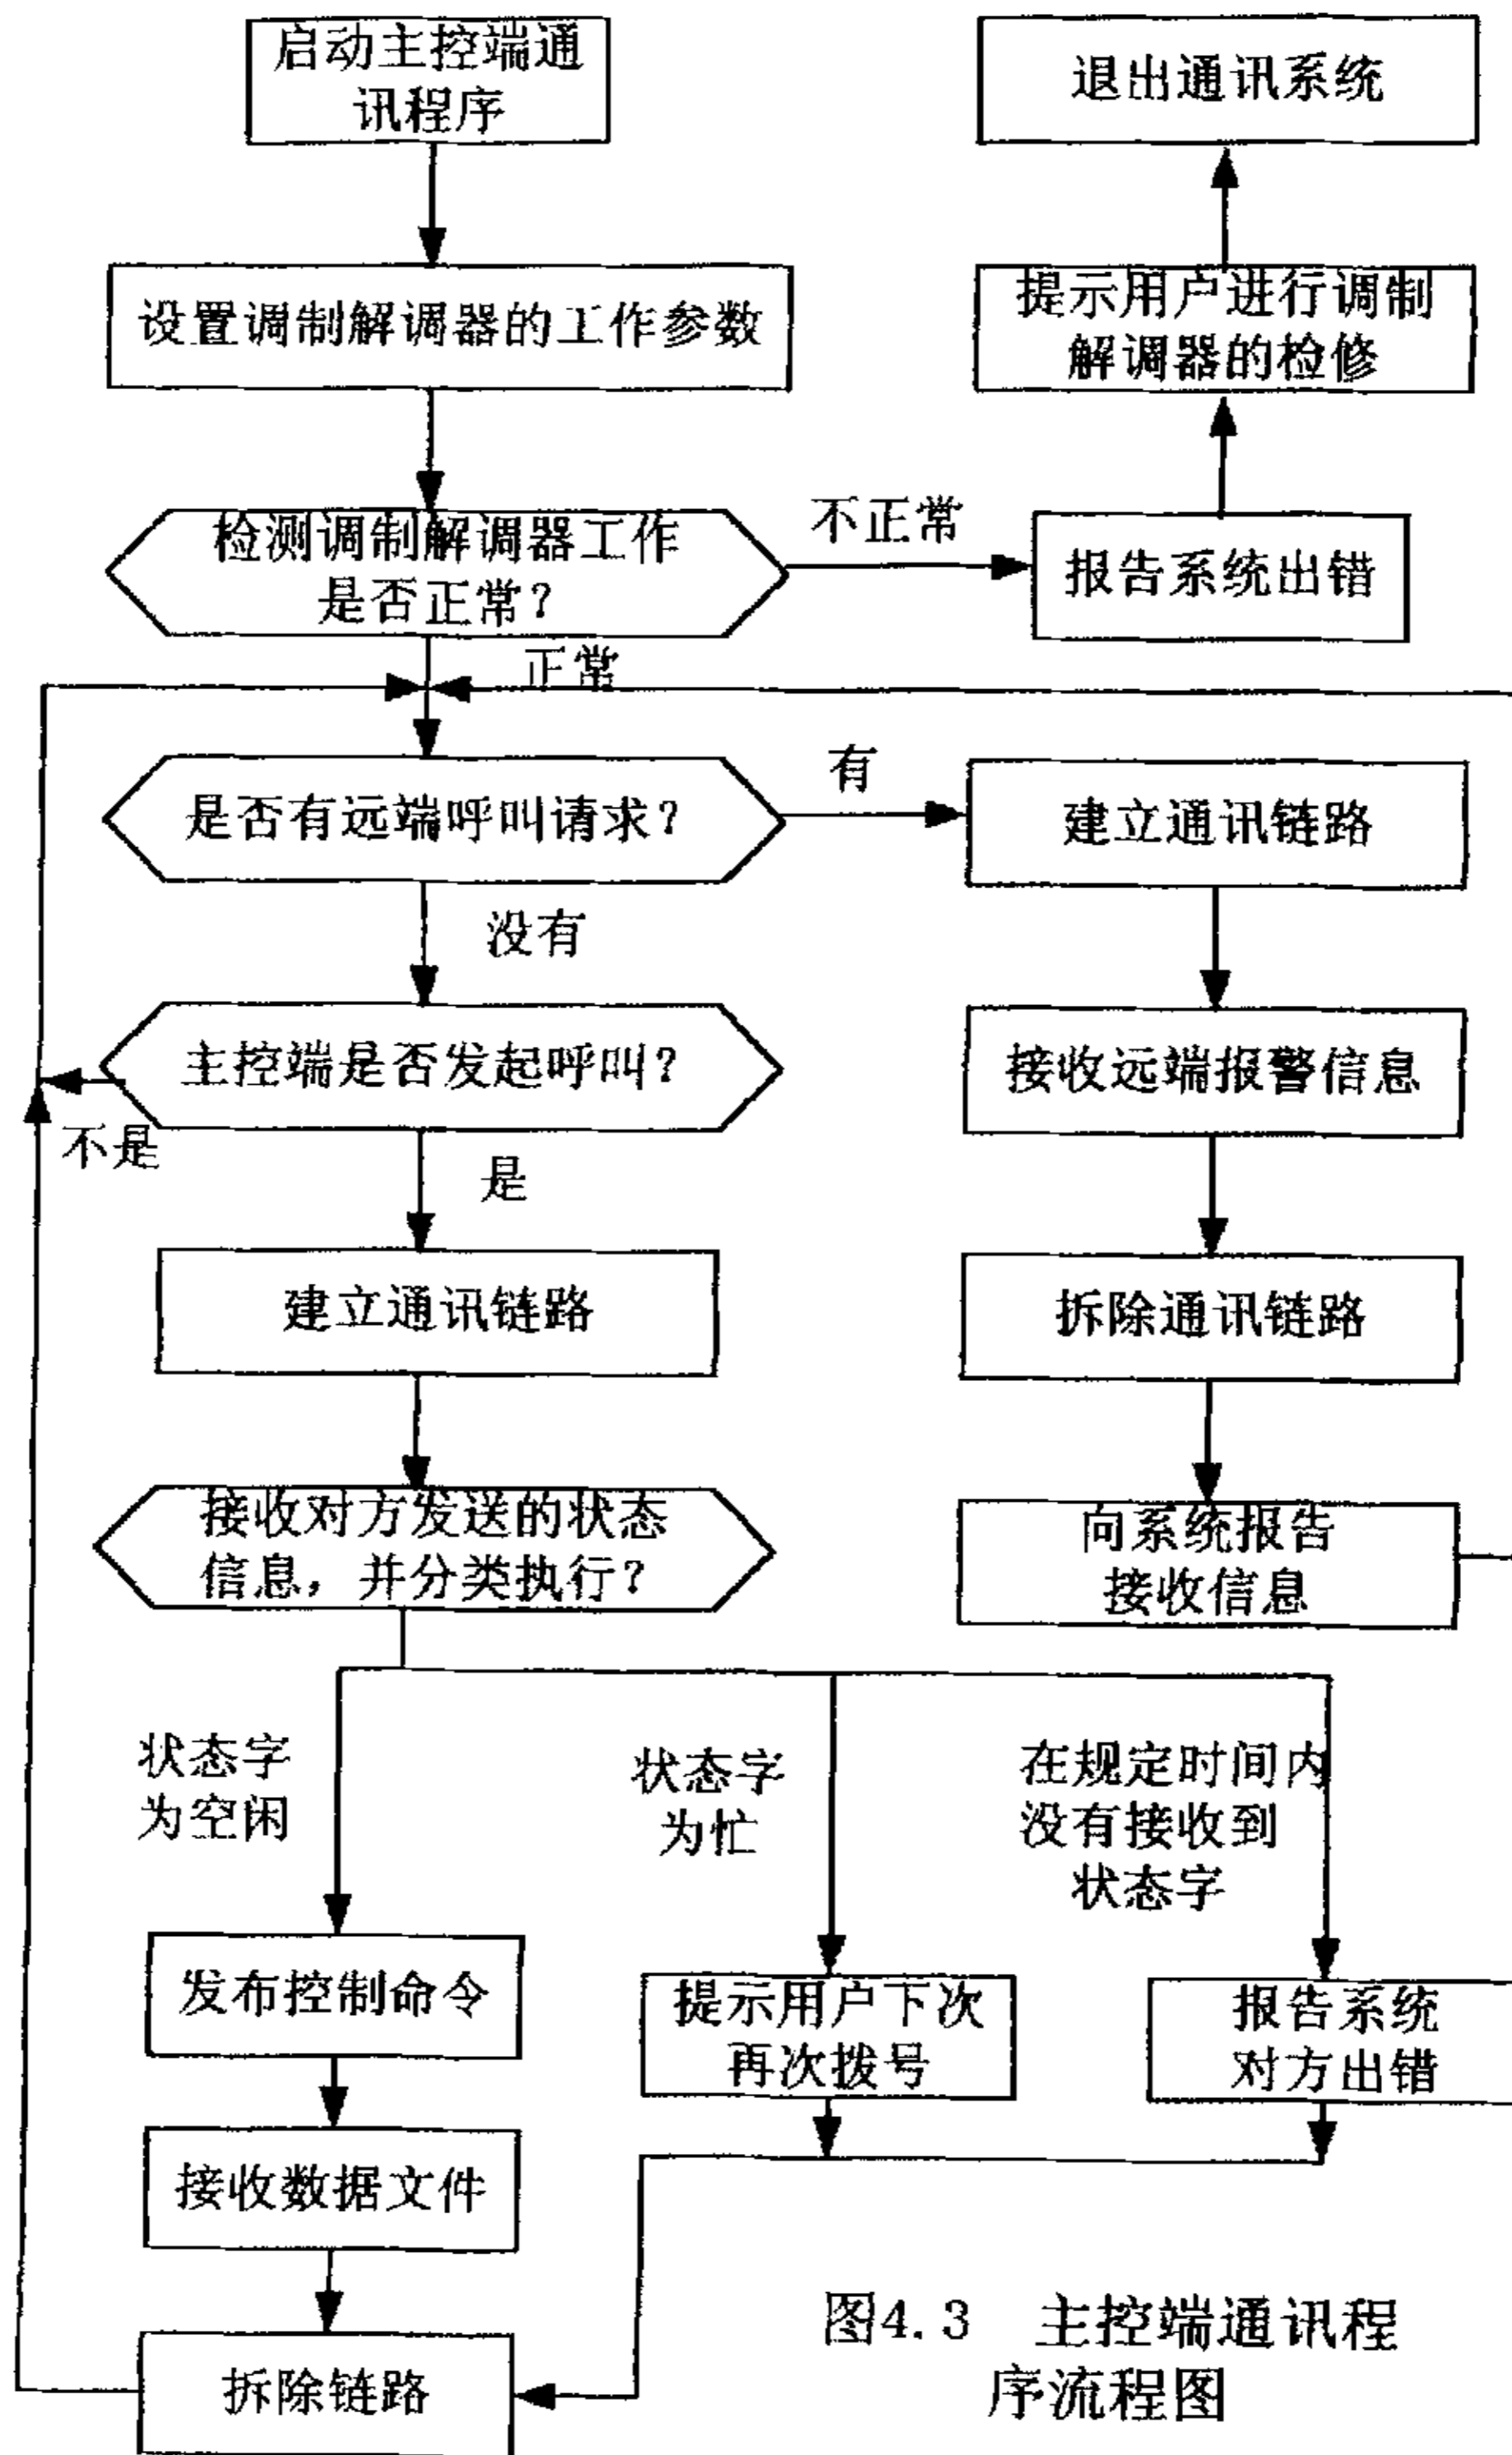 启动主控端通
讯程序
退出通讯系统
设置调制解调器的工作参数
提示用户进行调制
解调器的检修
检测调制解调器工作
是否正常?
不正常
报告系统出错
正常
是否有远端呼叫请求?
有
建立通讯链路
没有
主控端是否发起呼叫?
接收远端报警信息
不是
是
建立通讯链路
拆除通讯链路
接收对方发送的状态
信息，并分类执行?
向系统报告
接收信息
状态字
为空闲
状态字
为忙
在规定时间内
没有接收到
状态字
发布控制命令
提示用户下次
再次拨号
报告系统
对方出错
接收数据文件
拆除链路
图4.3 主控端通讯程
序流程图